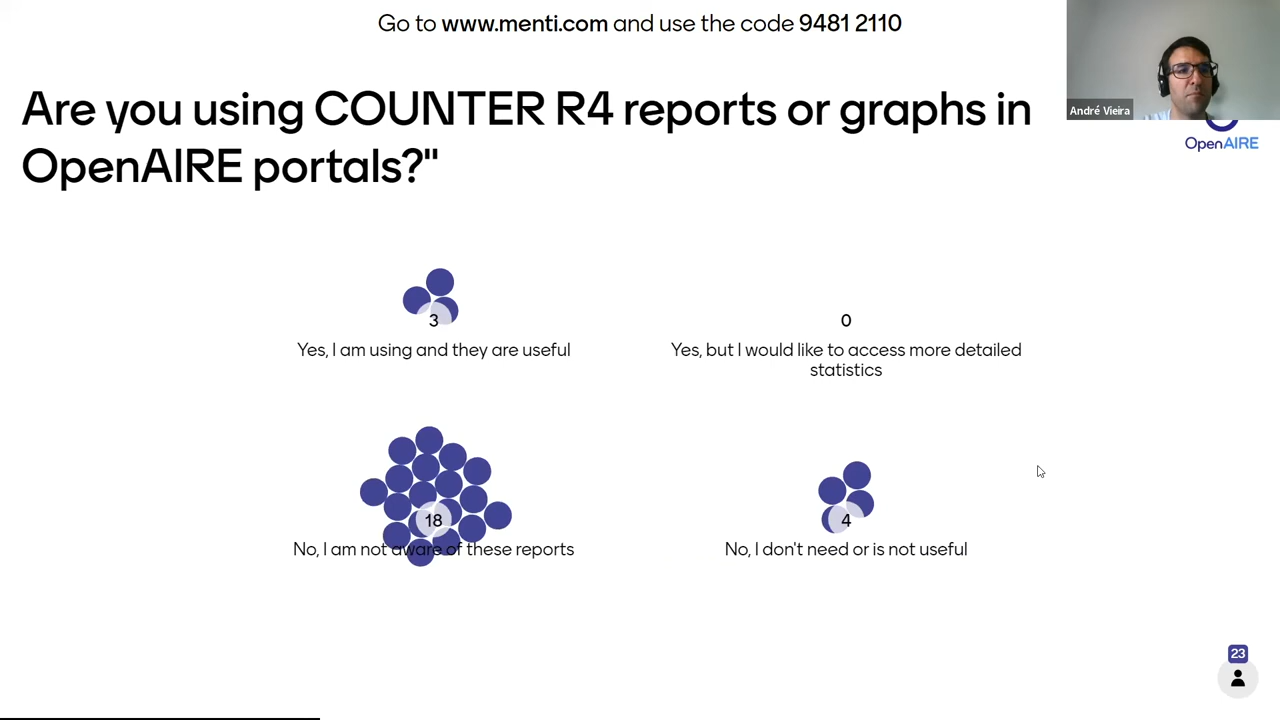 Go to www.menti.com and use the code 9481 2110
André Vieira
OpenAIRE
Are you using COUNTER R4 reports or graphs in
OpenAIRE portals?"
3
Yes, I am using and they are useful
0
Yes, but I would like to access more detailed
statistics
18
No, I am not aware of these reports
4
No, I don't need or is not useful
23